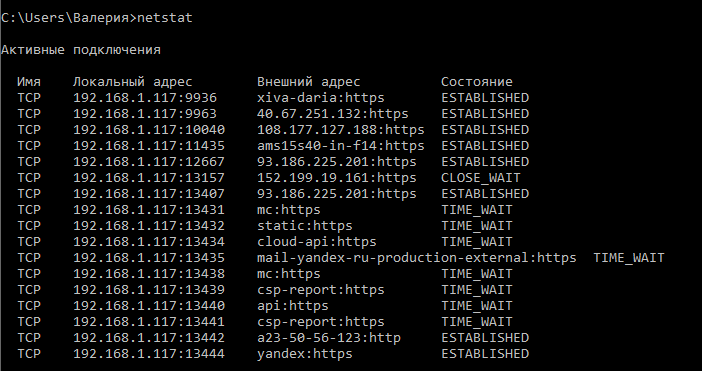 C:\Users\Валерия>netstat
Активные подключения
Имя Локальный адрес Внешний адрес Состояние
TCP 192.168.1.117:9936 xiva-daria:https ESTABLISHED
TCP 192.168.1.117:9963 40.67.251.132:https ESTABLISHED
TCP 192.168.1.117:10040 108.177.127.188:https ESTABLISHED
TCP 192.168.1.117:11435 ams15s40-in-f14:https ESTABLISHED
TCP 192.168.1.117:12667 93.186.225.201:https ESTABLISHED
TCP 192.168.1.117:13157 152.199.19.161:https CLOSE_WAIT
TCP 192.168.1.117:13407 93.186.225.201:https ESTABLISHED
TCP 192.168.1.117:13431 mc:https TIME_WAIT
TCP 192.168.1.117:13432 static:https TIME_WAIT
TCP 192.168.1.117:13434 cloud-api:https TIME_WAIT
TCP 192.168.1.117:13435 mail-yandex-ru-production-external:https TIME_WAIT
TCP 192.168.1.117:13438 mc:https TIME_WAIT
TCP 192.168.1.117:13439 csp-report:https TIME_WAIT
TCP 192.168.1.117:13440 api:https TIME_WAIT
TCP 192.168.1.117:13441 csp-report:https TIME_WAIT
TCP 192.168.1.117:13442 a23-50-56-123:http ESTABLISHED
TCP 192.168.1.117:13444 yandex:https ESTABLISHED